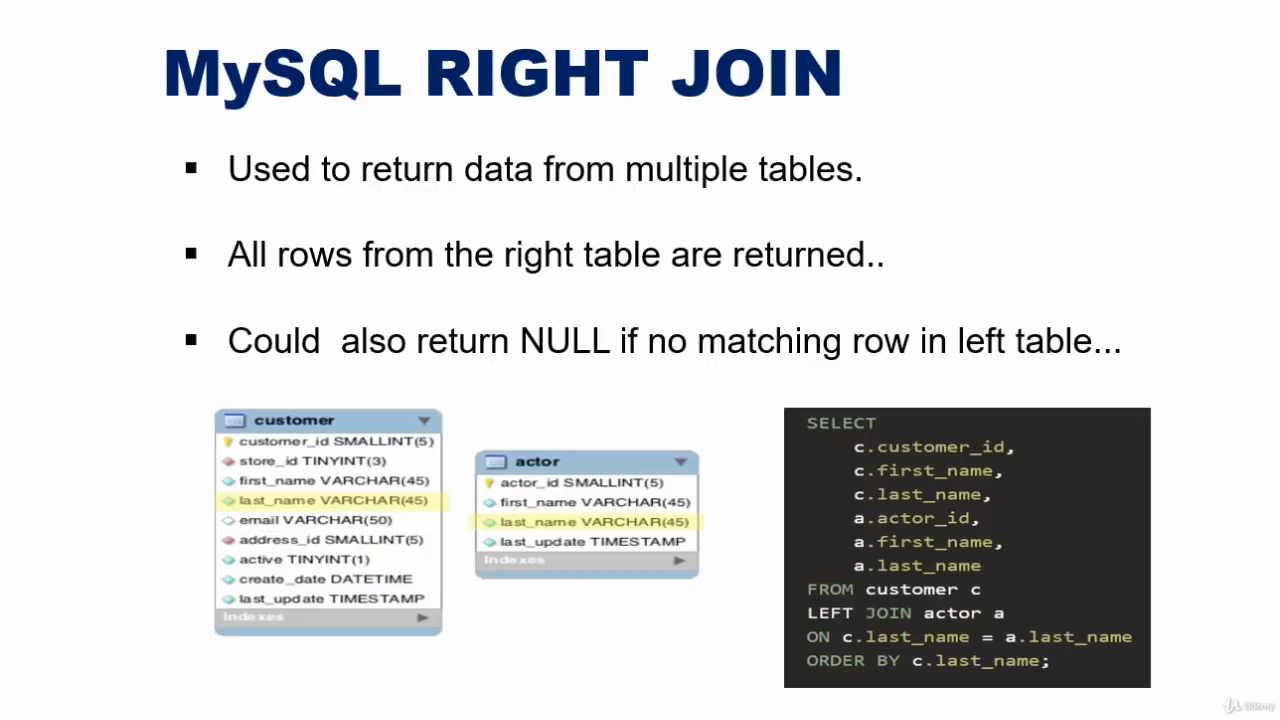 MySQL RIGHT JOIN
▪ Used to return data from multiple tables.
▪ All rows from the right table are returned..
▪ Could also return NULL if no matching row in left table...
customer
customer_id SMALLINT(5)
store_id TINYINT(3)
first_name VARCHAR(45)
last_name VARCHAR(45)
email VARCHAR(50)
address_id SMALLINT(5)
active TINYINT(1)
create_date DATETIME
last_update TIMESTAMP
Indexes
actor
actor_id SMALLINT(5)
first_name VARCHAR(45)
last_name VARCHAR(45)
last_update TIMESTAMP
Indexes
SELECT
c.customer_id,
c.first_name,
c.last_name,
a.actor_id,
a.first_name,
a.last_name
FROM customer c
LEFT JOIN actor a
ON c.last_name = a.last_name
ORDER BY c.last_name;
Udemy